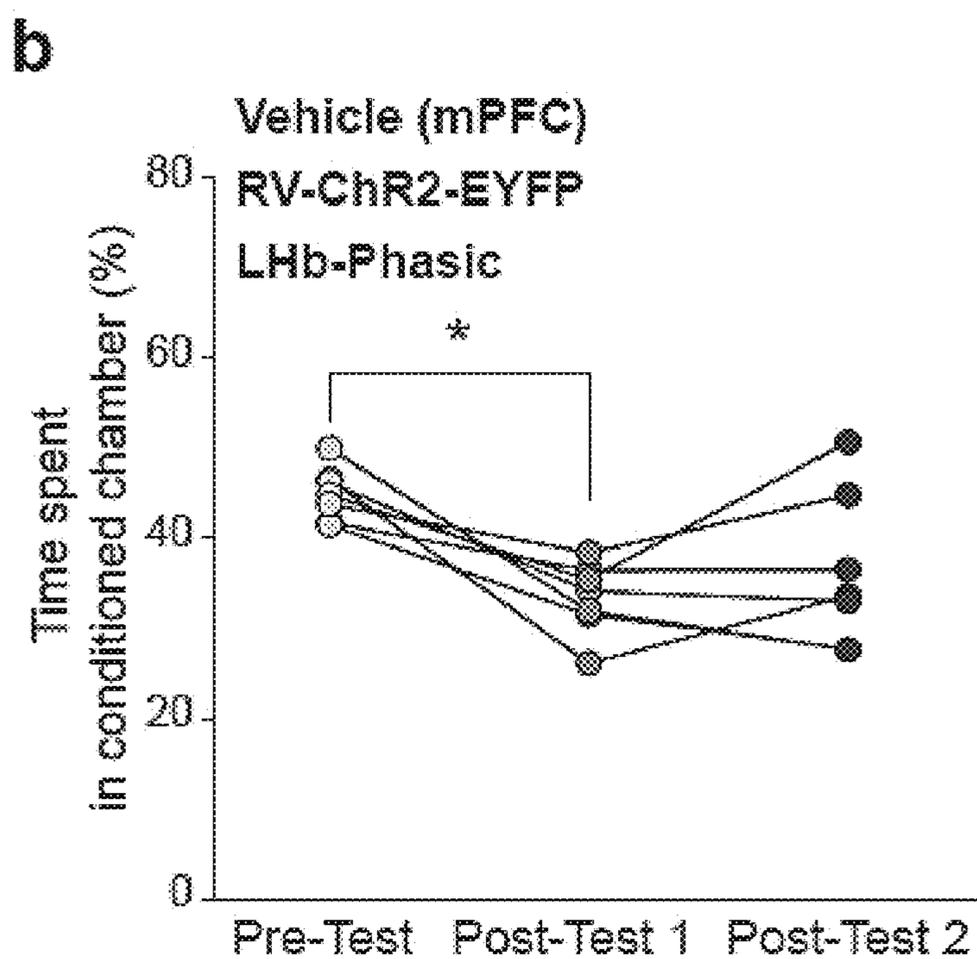 b
Vehicle (mPFC)
RV-ChR2-EYFP
LHb-Phasic
*
Time spent
in conditioned chamber (%)
80
60
40
20
0
Pre-Test Post-Test 1 Post-Test 2